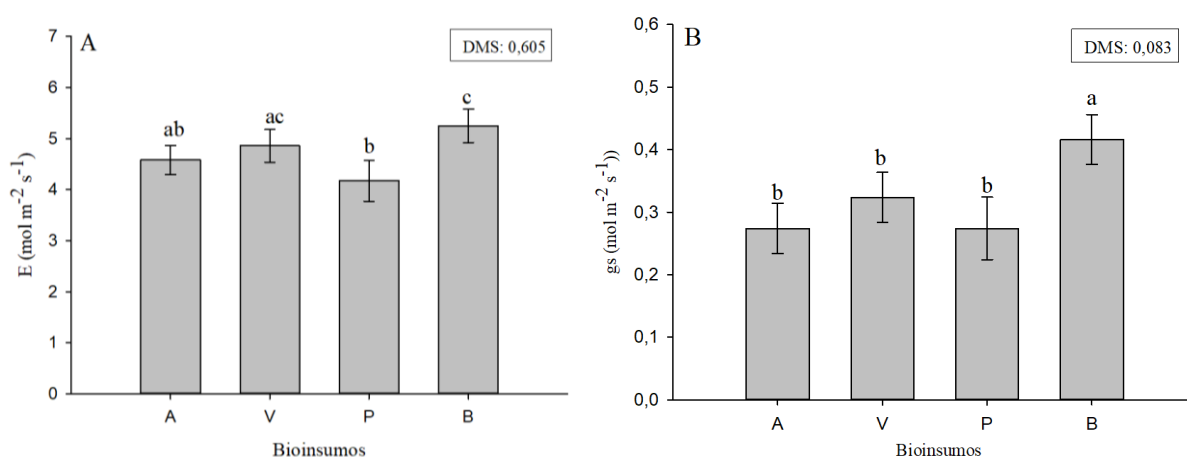 A
DMS: 0,605
7
6
5
4
3
2
1
0
E (mol m⁻² s⁻¹)
ab
ac
b
c
A V P B
Bioinsumos
B
DMS: 0,083
0,6
0,5
0,4
0,3
0,2
0,1
0,0
gs (mol m⁻² s⁻¹))
b
b
b
a
A V P B
Bioinsumos